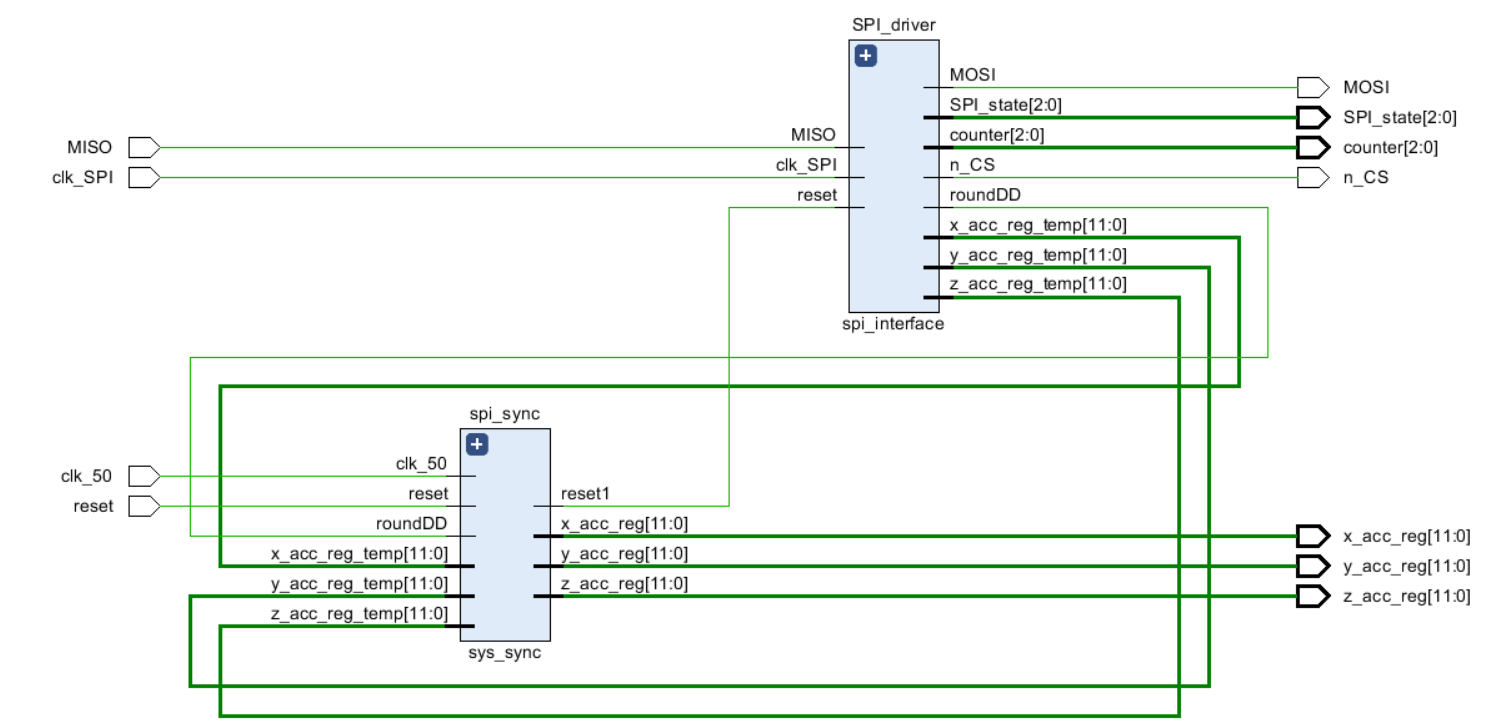 SPI_driver
MOSI
MOSI
SPI_state[2:0]
SPI_state[2:0]
MISO
MISO
counter[2:0]
counter[2:0]
clk_SPI
clk_SPI
n_CS
n_CS
reset
roundDD
x_acc_reg_temp[11:0]
y_acc_reg_temp[11:0]
z_acc_reg_temp[11:0]
spi_interface
spi_sync
clk_50
clk_50
reset
reset
reset1
roundDD
x_acc_reg[11:0]
x_acc_reg[11:0]
x_acc_reg_temp[11:0]
y_acc_reg[11:0]
y_acc_reg[11:0]
y_acc_reg_temp[11:0]
z_acc_reg[11:0]
z_acc_reg[11:0]
z_acc_reg_temp[11:0]
sys_sync